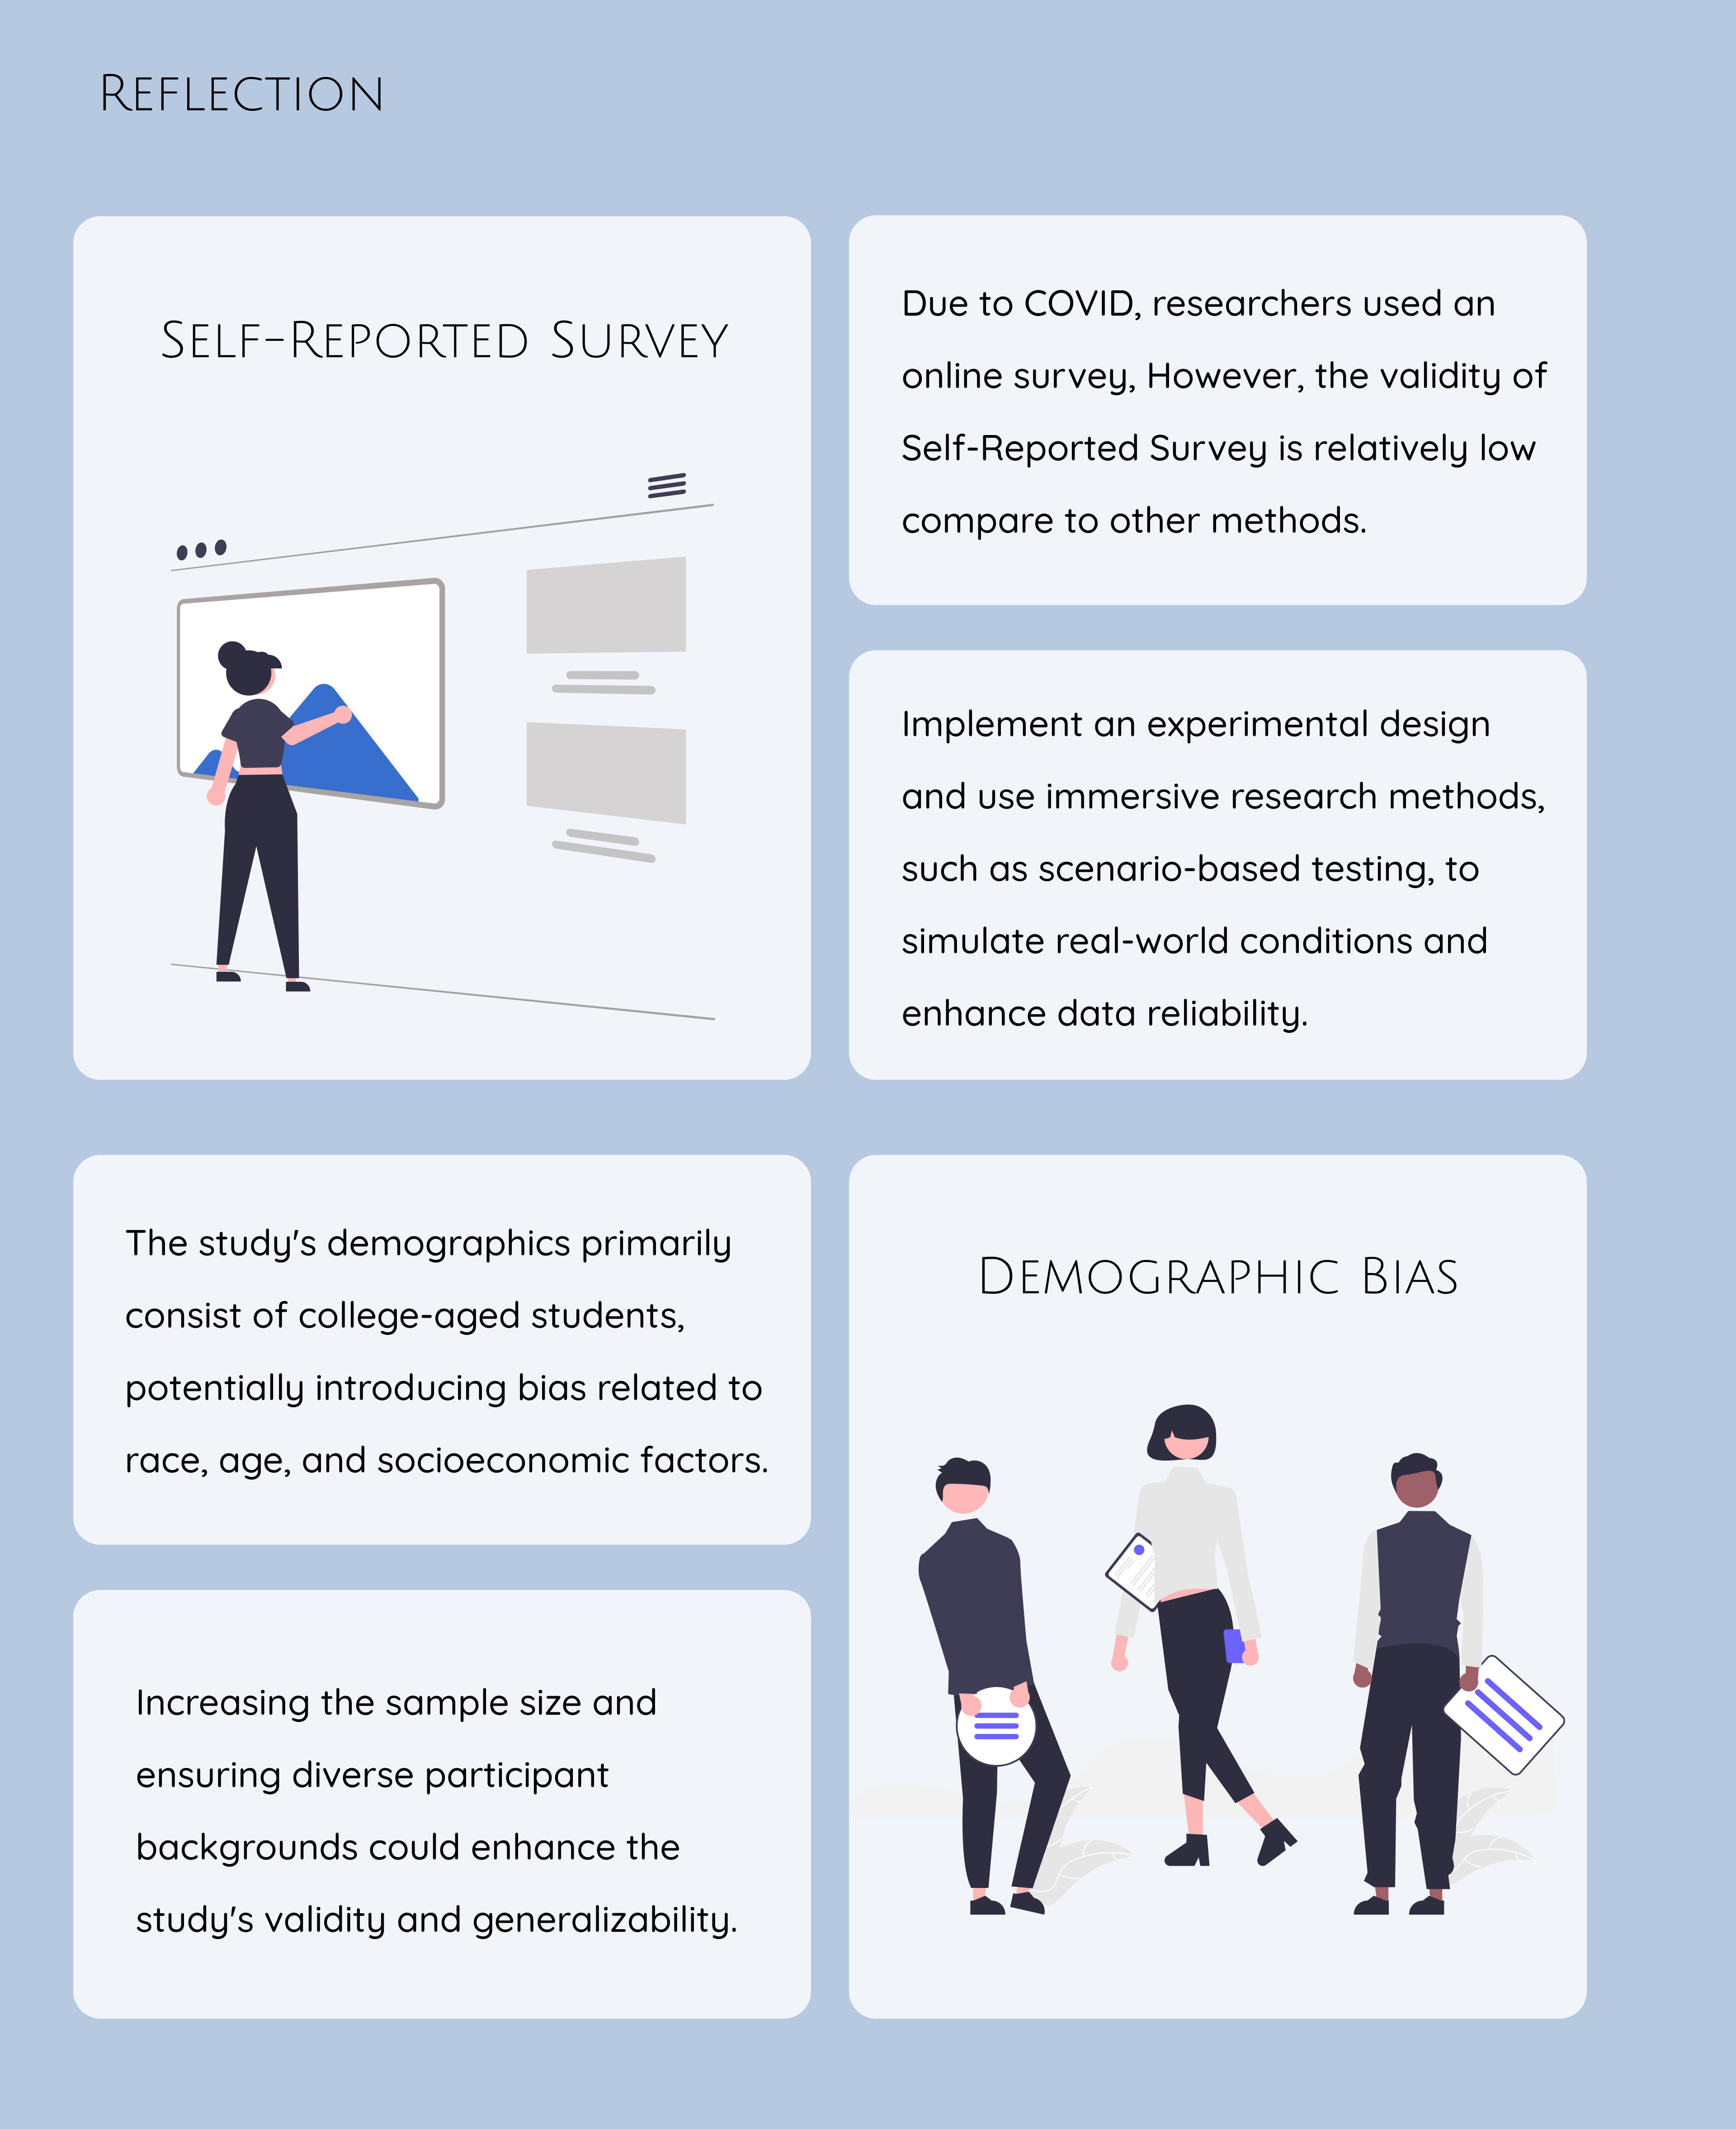 Reflection
Self-Reported Survey
Due to COVID, researchers used an
online survey, However, the validity of
Self-Reported Survey is relatively low
compare to other methods.
Implement an experimental design
and use immersive research methods,
such as scenario-based testing, to
simulate real-world conditions and
enhance data reliability.
The study's demographics primarily
consist of college-aged students,
potentially introducing bias related to
race, age, and socioeconomic factors.
Increasing the sample size and
ensuring diverse participant
backgrounds could enhance the
study's validity and generalizability.
Demographic Bias